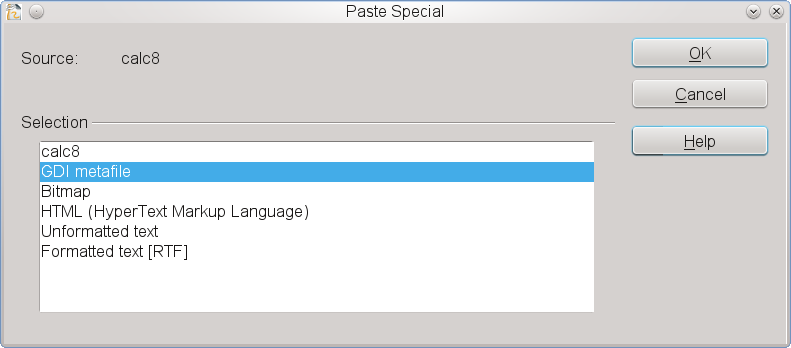 Paste Special
Source: calc8
OK
Cancel
Selection
Help
calc8
GDI metafile
Bitmap
HTML (HyperText Markup Language)
Unformatted text
Formatted text [RTF]